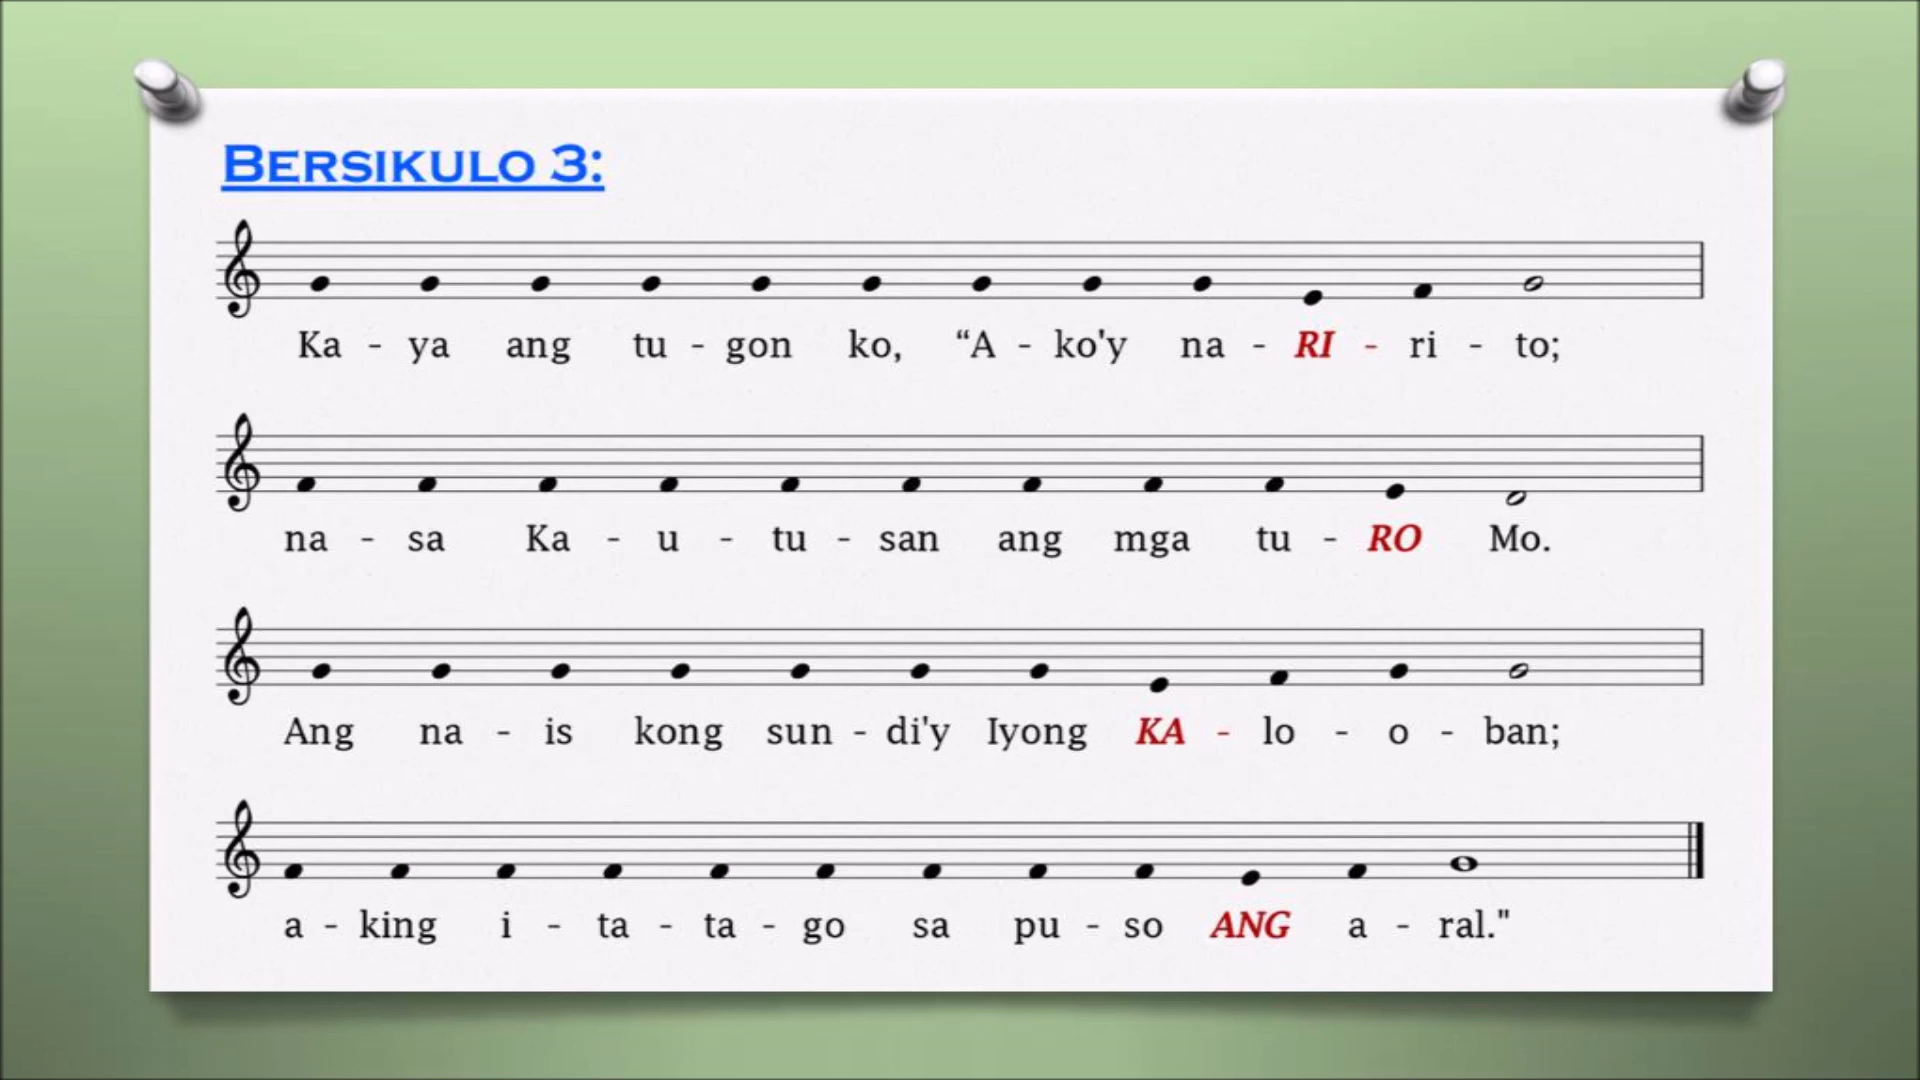 BERSIKULO 3:
Ka - ya ang tu - gon ko, “A - ko'y na - RI - ri - to;
na - sa Ka - u - tu - san ang mga tu - RO Mo.
Ang na - is kong sun - di'y Iyong KA - lo - o - ban;
a - king i - ta - ta - go sa pu - so ANG a - ral."